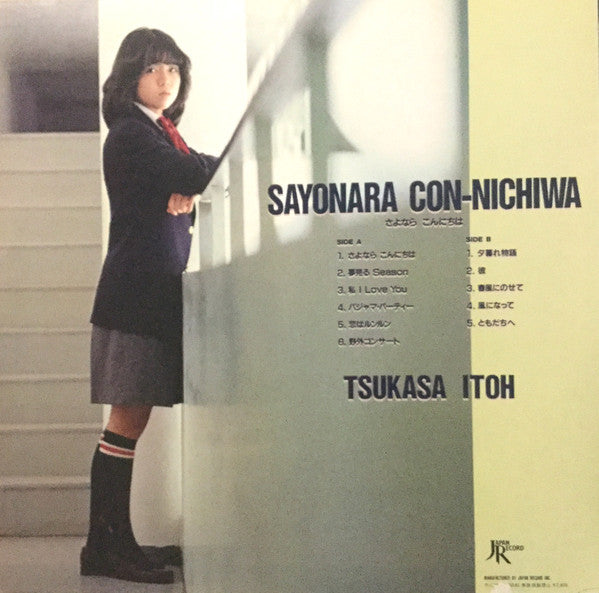 SAYONARA CON-NICHIWA
さよなら こんにちは
SIDE A
1. さよなら こんにちは
2. 夢見る Season
3. 私 I Love You
4. パジャマ・パーティー
5. 恋はルンルン
6. 野外コンサート
SIDE B
1. 夕暮れ物語
2. 彼
3. 春風にのせて
4. 風になって
5. ともだちへ
TSUKASA ITOH
JAPAN
RECORD
MANUFACTURED BY JAPAN RECORD INC.